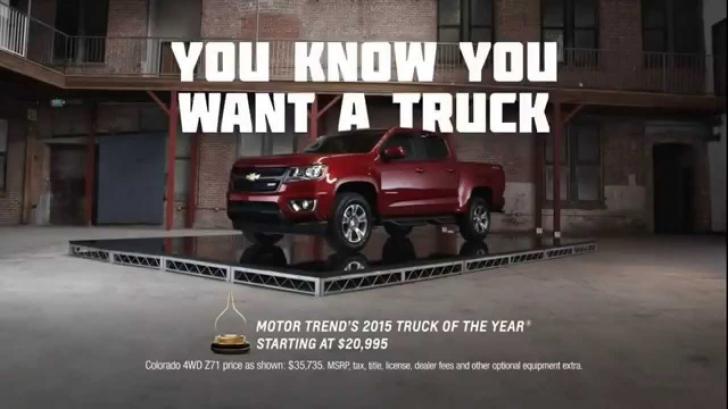 YOU KNOW YOU
WANT A TRUCK
MOTOR TREND'S 2015 TRUCK OF THE YEAR®
STARTING AT $20,995
Colorado 4WD Z71 price as shown: $35,735. MSRP, tax, title, license, dealer fees and other optional equipment extra.